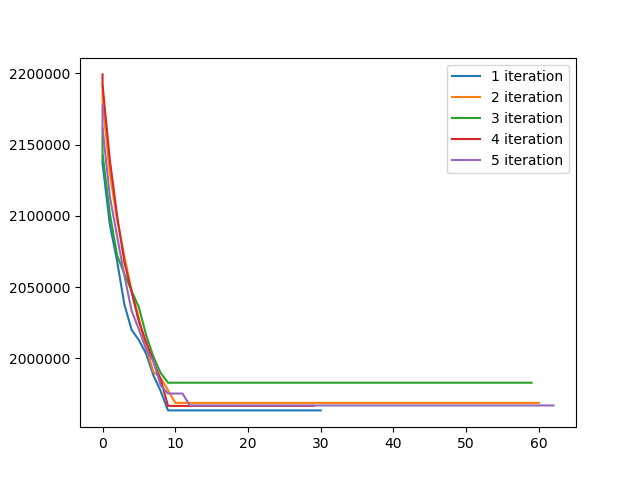 2200000
2150000
2100000
2050000
2000000
0 10 20 30 40 50 60
1 iteration
2 iteration
3 iteration
4 iteration
5 iteration